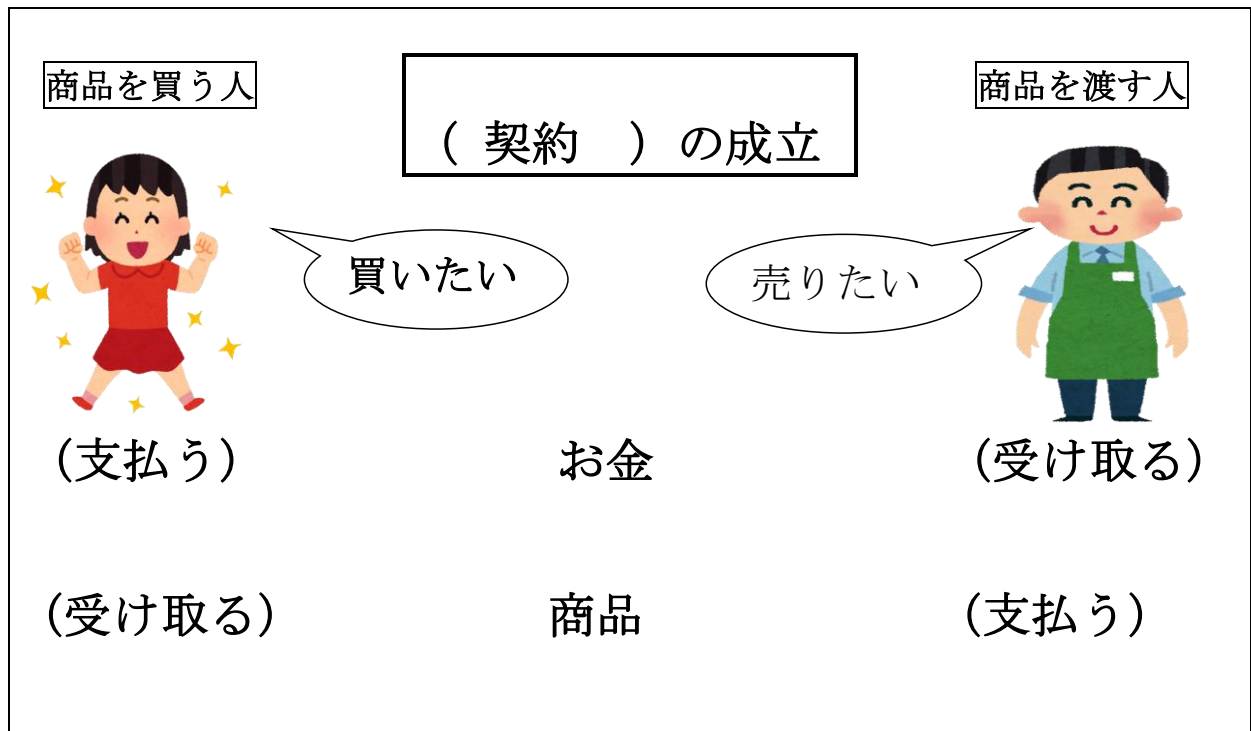 商品を買う人
商品を渡す人
（ 契約　）の成立
買いたい
売りたい
（支払う）　お金　（受け取る）
（受け取る）　商品　（支払う）